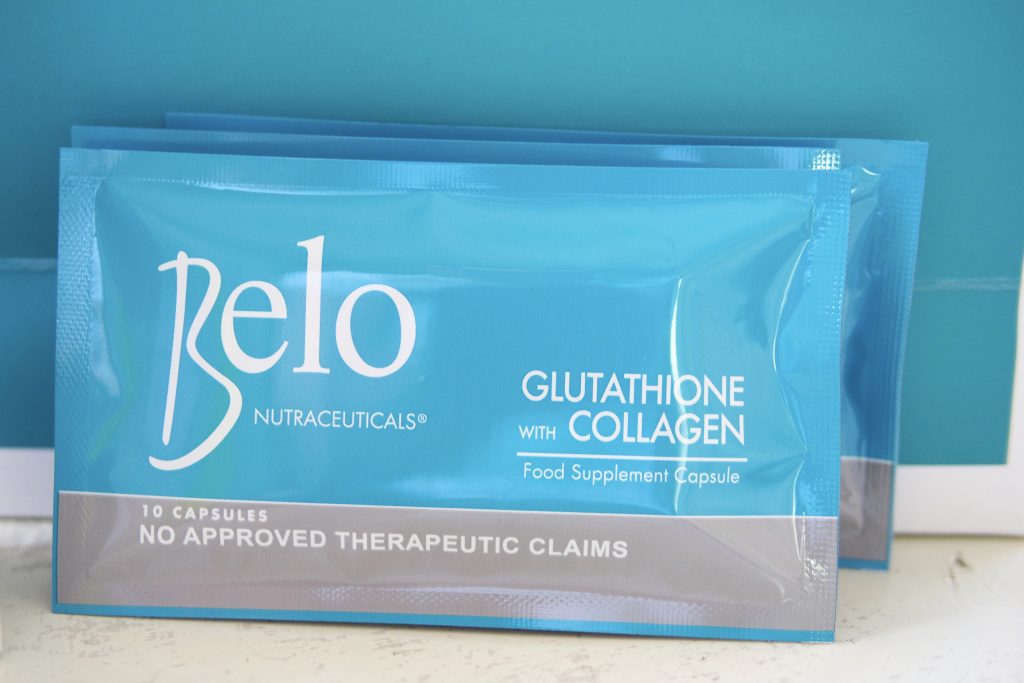 Belo
NUTRACEUTICALS®
GLUTATHIONE
WITH COLLAGEN
Food Supplement Capsule
10 CAPSULES
NO APPROVED THERAPEUTIC CLAIMS